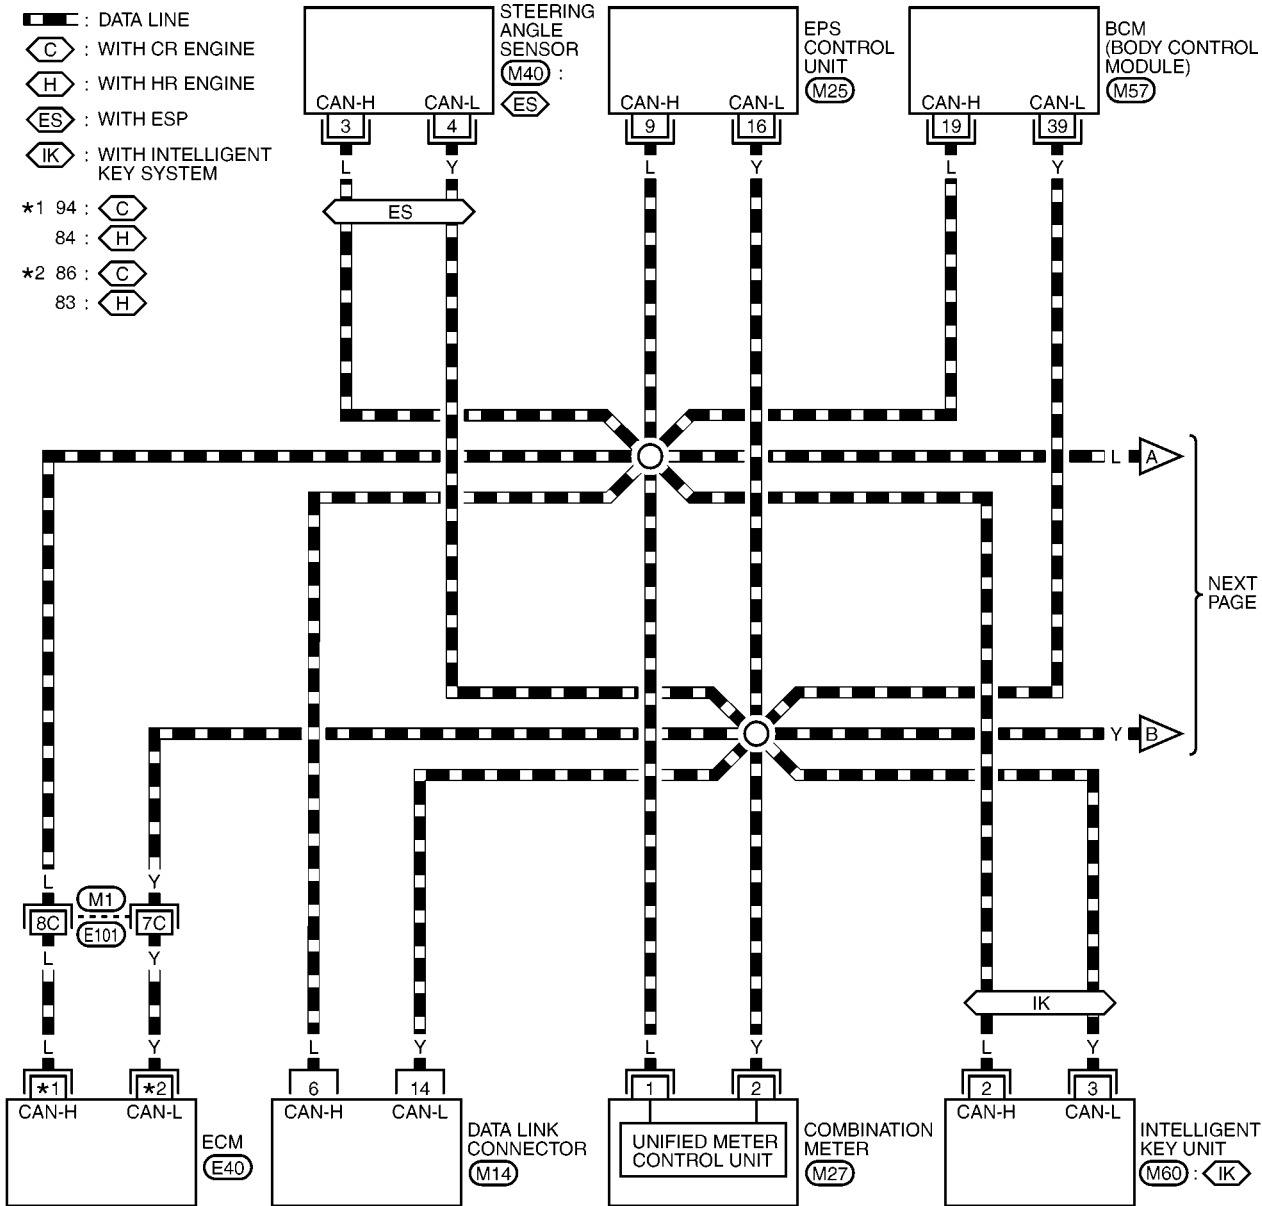 : DATA LINE
C : WITH CR ENGINE
H : WITH HR ENGINE
ES : WITH ESP
IK : WITH INTELLIGENT
KEY SYSTEM
*1 94 : C
84 : H
*2 86 : C
83 : H
STEERING
ANGLE
SENSOR
M40 :
ES
CAN-H CAN-L
3 4
L Y
ES
EPS
CONTROL
UNIT
M25
CAN-H CAN-L
9 16
L Y
BCM
(BODY CONTROL
MODULE)
M57
CAN-H CAN-L
19 39
L Y
L A
NEXT
PAGE
Y B
L Y
8C M1 7C
E101
L Y
L Y
*1 *2
CAN-H CAN-L
ECM
E40
L Y
6 14
CAN-H CAN-L
DATA LINK
CONNECTOR
M14
L Y
1 2
UNIFIED METER
CONTROL UNIT
COMBINATION
METER
M27
IK
L Y
2 3
CAN-H CAN-L
INTELLIGENT
KEY UNIT
M60 : IK